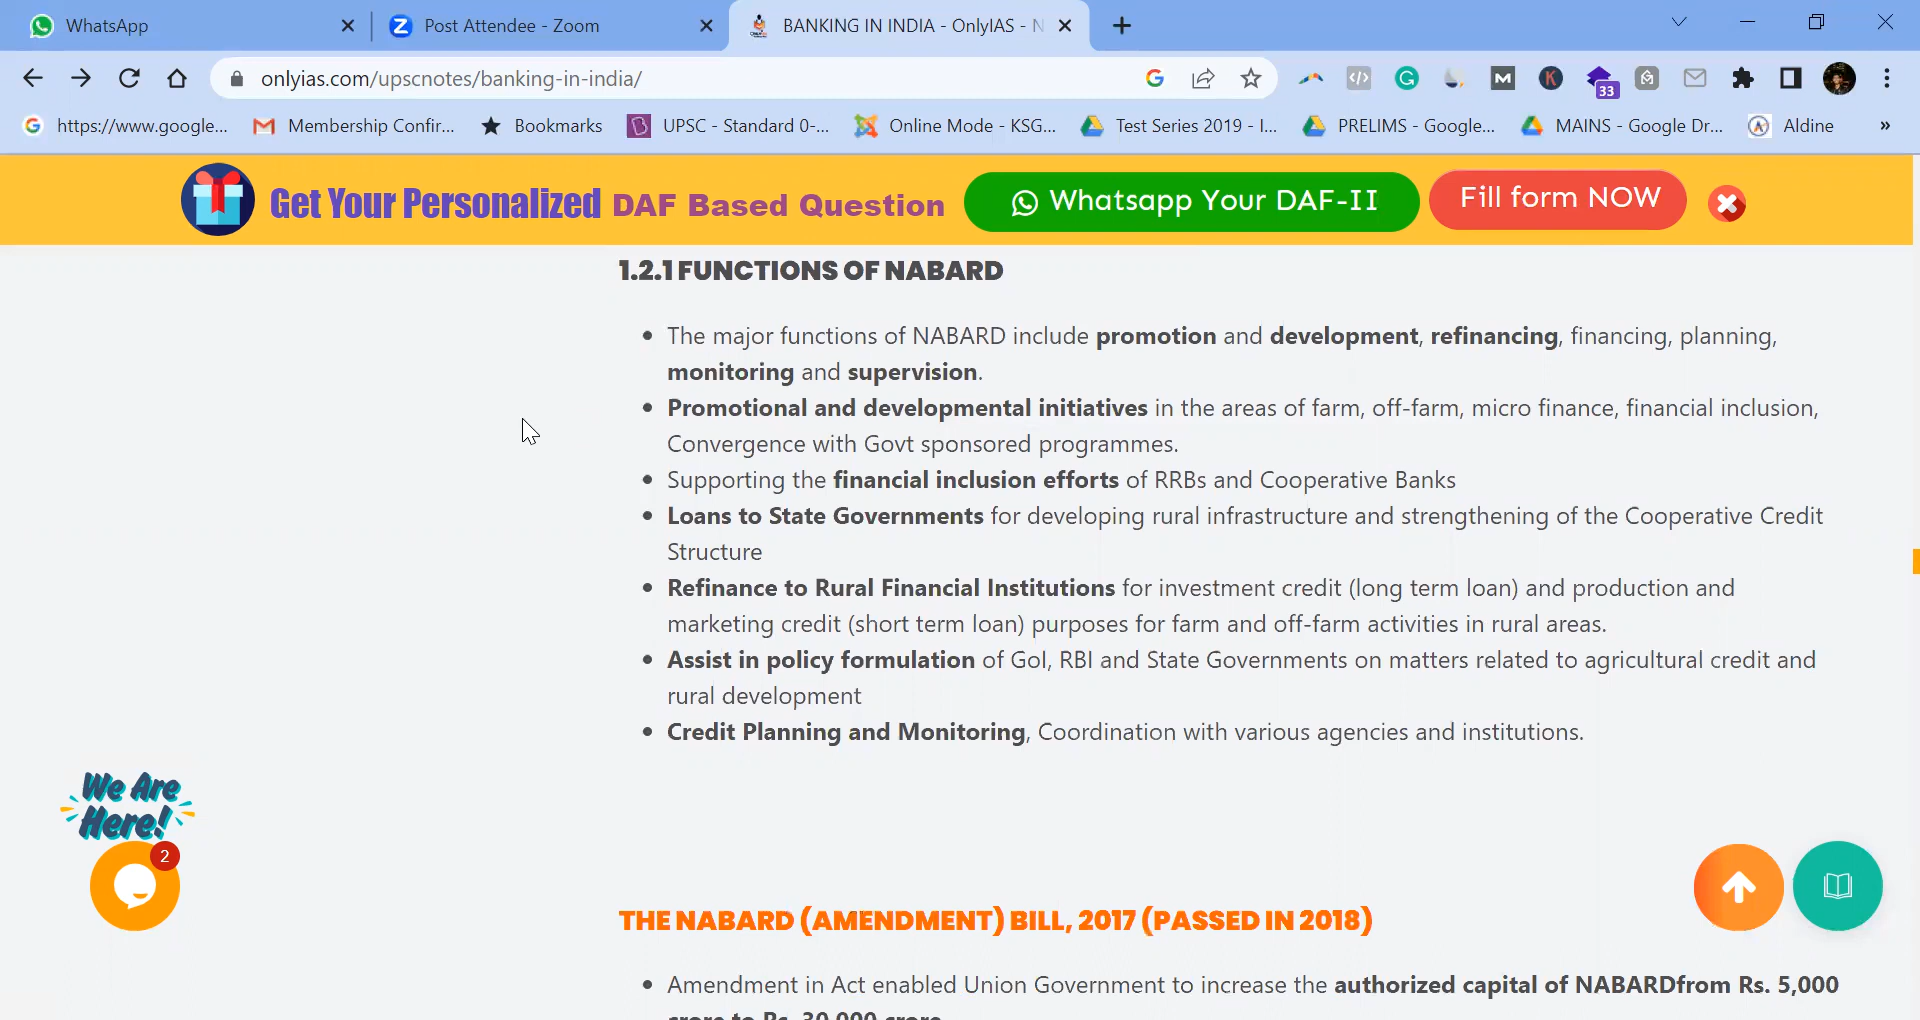 WhatsApp
Post Attendee - Zoom
BANKING IN INDIA - OnlyIAS - N
onlyias.com/upscnotes/banking-in-india/
33
https://www.google...
Membership Confir...
Bookmarks
UPSC - Standard 0-...
Online Mode - KSG...
Test Series 2019 - I...
PRELIMS - Google...
MAINS - Google Dr...
Aldine
»
Get Your Personalized DAF Based Question
Whatsapp Your DAF-II
Fill form NOW
1.2.1 FUNCTIONS OF NABARD
The major functions of NABARD include promotion and development, refinancing, financing, planning,
monitoring and supervision.
Promotional and developmental initiatives in the areas of farm, off-farm, micro finance, financial inclusion,
Convergence with Govt sponsored programmes.
Supporting the financial inclusion efforts of RRBs and Cooperative Banks
Loans to State Governments for developing rural infrastructure and strengthening of the Cooperative Credit
Structure
Refinance to Rural Financial Institutions for investment credit (long term loan) and production and
marketing credit (short term loan) purposes for farm and off-farm activities in rural areas.
Assist in policy formulation of GoI, RBI and State Governments on matters related to agricultural credit and
rural development
Credit Planning and Monitoring, Coordination with various agencies and institutions.
We Are
Here!
2
THE NABARD (AMENDMENT) BILL, 2017 (PASSED IN 2018)
Amendment in Act enabled Union Government to increase the authorized capital of NABARDfrom Rs. 5,000
crore to Rs. 30,000 crore